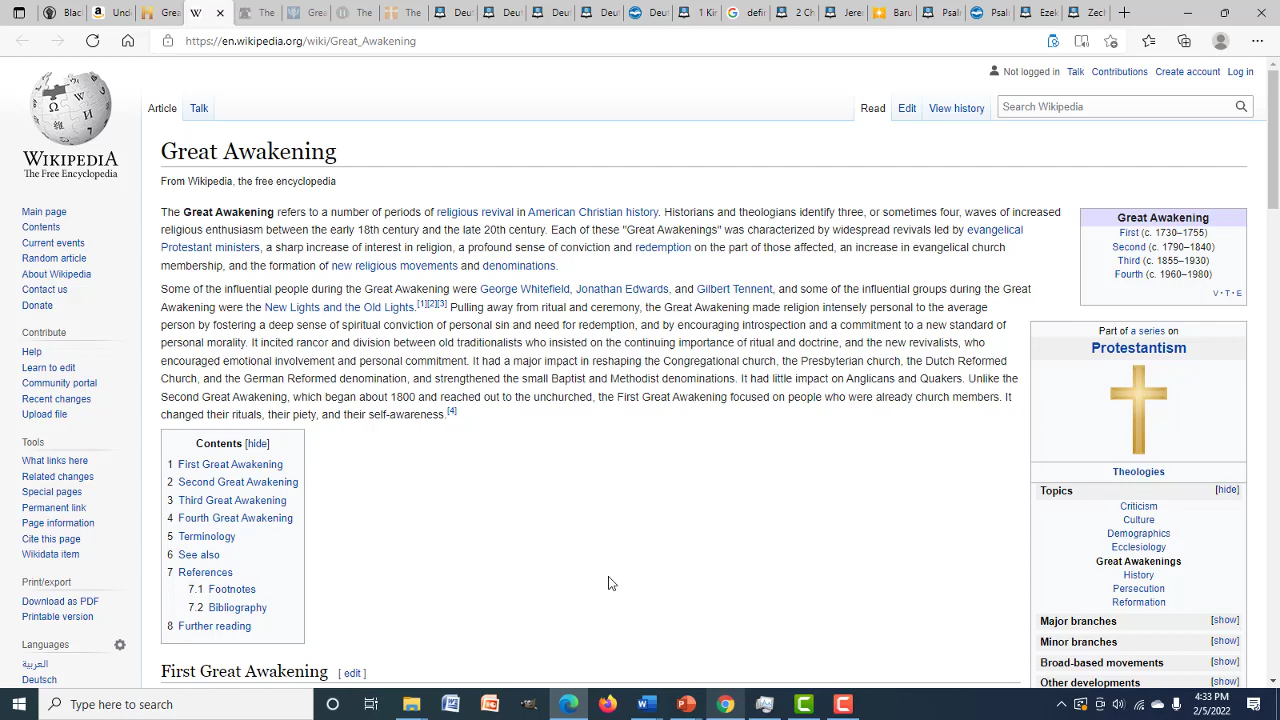 Blac
Und
Grea
The
Gre
The
The
Deut
Deut
Deut
Deu
Deu
1 Ki
defi
2 Ch
Jere
Baru
Psal
Psal
Ezek
Zec
https://en.wikipedia.org/wiki/Great_Awakening
Not logged in Talk Contributions Create account Log in
Article Talk Read Edit View history Search Wikipedia
WIKIPEDIA
The Free Encyclopedia
Main page
Contents
Current events
Random article
About Wikipedia
Contact us
Donate
Contribute
Help
Learn to edit
Community portal
Recent changes
Upload file
Tools
What links here
Related changes
Special pages
Permanent link
Page information
Cite this page
Wikidata item
Print/export
Download as PDF
Printable version
Languages
العربية
Deutsch
Great Awakening
From Wikipedia, the free encyclopedia
The Great Awakening refers to a number of periods of religious revival in American Christian history. Historians and theologians identify three, or sometimes four, waves of increased
religious enthusiasm between the early 18th century and the late 20th century. Each of these "Great Awakenings" was characterized by widespread revivals led by evangelical
Protestant ministers, a sharp increase of interest in religion, a profound sense of conviction and redemption on the part of those affected, an increase in evangelical church
membership, and the formation of new religious movements and denominations.
Some of the influential people during the Great Awakening were George Whitefield, Jonathan Edwards, and Gilbert Tennent, and some of the influential groups during the Great
Awakening were the New Lights and the Old Lights.[1][2][3] Pulling away from ritual and ceremony, the Great Awakening made religion intensely personal to the average
person by fostering a deep sense of spiritual conviction of personal sin and need for redemption, and by encouraging introspection and a commitment to a new standard of
personal morality. It incited rancor and division between old traditionalists who insisted on the continuing importance of ritual and doctrine, and the new revivalists, who
encouraged emotional involvement and personal commitment. It had a major impact in reshaping the Congregational church, the Presbyterian church, the Dutch Reformed
Church, and the German Reformed denomination, and strengthened the small Baptist and Methodist denominations. It had little impact on Anglicans and Quakers. Unlike the
Second Great Awakening, which began about 1800 and reached out to the unchurched, the First Great Awakening focused on people who were already church members. It
changed their rituals, their piety, and their self-awareness.[4]
Contents [hide]
1 First Great Awakening
2 Second Great Awakening
3 Third Great Awakening
4 Fourth Great Awakening
5 Terminology
6 See also
7 References
7.1 Footnotes
7.2 Bibliography
8 Further reading
First Great Awakening [ edit ]
Great Awakening
First (c. 1730–1755)
Second (c. 1790–1840)
Third (c. 1855–1930)
Fourth (c. 1960–1980)
V · T · E
Part of a series on
Protestantism
Theologies
Topics [hide]
Criticism
Culture
Demographics
Ecclesiology
Great Awakenings
History
Persecution
Reformation
Major branches [show]
Minor branches [show]
Broad-based movements [show]
Other developments [show]
Type here to search
4:33 PM
2/5/2022